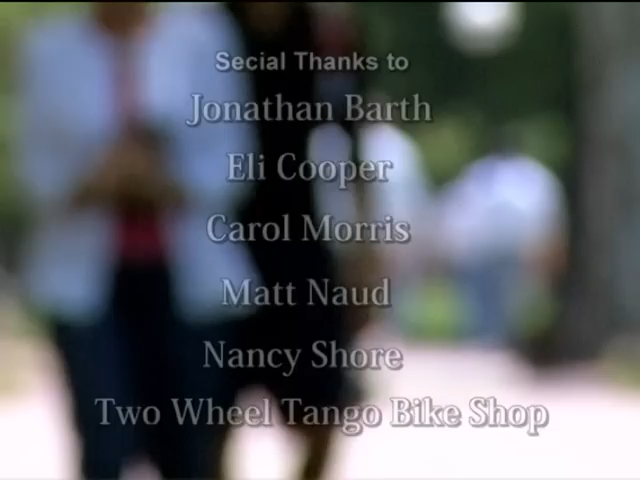 Secial Thanks to
Jonathan Barth
Eli Cooper
Carol Morris
Matt Naud
Nancy Shore
Two Wheel Tango Bike Shop